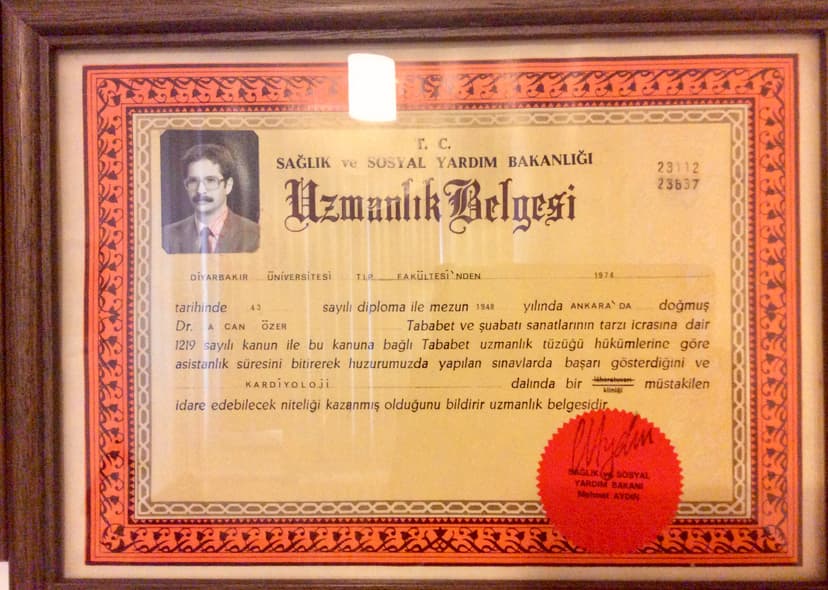 T. C.
SAĞLIK ve SOSYAL YARDIM BAKANLIĞI
23112
23637
Uzmanlık Belgesi
DİYARBAKIR ÜNİVERSİTESİ TIP FAKÜLTESİ'NDEN 1974
tarihinde 43 sayılı diploma ile mezun 1948 yılında ANKARA'DA doğmuş
Dr. CAN ÖZER Tababet ve şuabatı sanatlarının tarzı icrasına dair
1219 sayılı kanun ile bu kanuna bağlı Tababet uzmanlık tüzüğü hükümlerine göre
asistanlık süresini bitirerek huzurumuzda yapılan sınavlarda başarı gösterdiğini ve
KARDİYOLOJİ dalında bir kliniği müstakilen
idare edebilecek niteliği kazanmış olduğunu bildirir uzmanlık belgesidir.
SAĞLIK ve SOSYAL
YARDIM BAKANI
Mehmet AYDIN